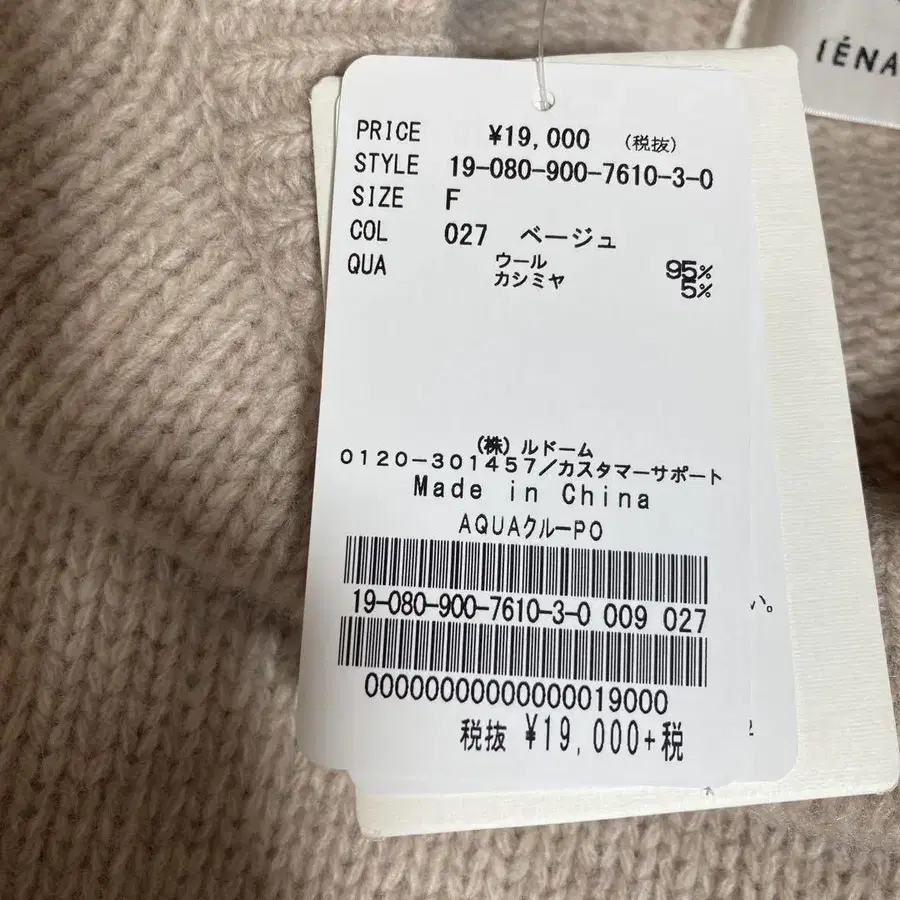 IÉNA
PRICE ¥19,000 (税抜)
STYLE 19-080-900-7610-3-0
SIZE F
COL 027 ベージュ
QUA ウール 95%
カシミヤ 5%
(株)ルドーム
0120-301457/カスタマーサポート
Made in China
AQUAクルーPO
19-080-900-7610-3-0 009 027
い。
00000000000000019000
税抜 ¥19,000+税